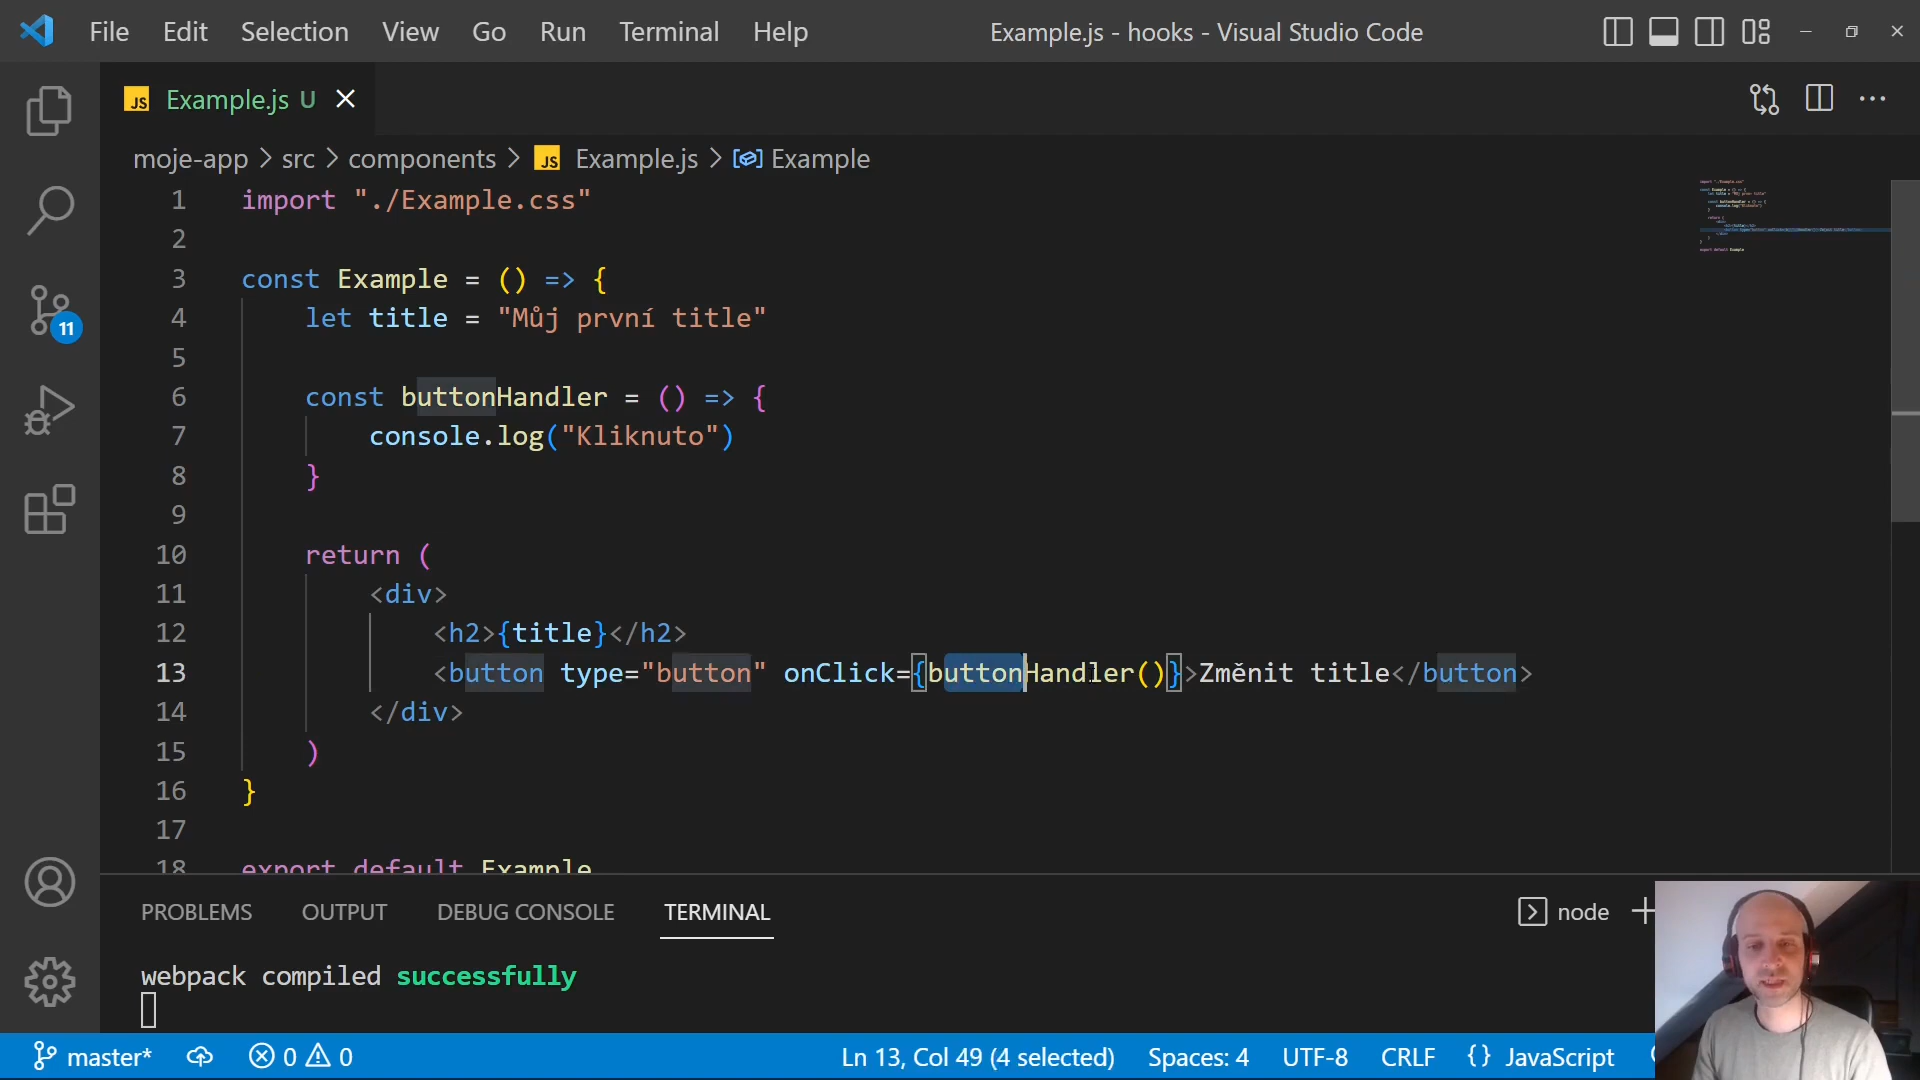 File Edit Selection View Go Run Terminal Help Example.js - hooks - Visual Studio Code
JS Example.js U
moje-app > src > components > JS Example.js > Example
1 import "./Example.css"
2
3 const Example = () => {
4 let title = "Můj první title"
5
6 const buttonHandler = () => {
7 console.log("Kliknuto")
8 }
9
10 return (
11 <div>
12 <h2>{title}</h2>
13 <button type="button" onClick={buttonHandler()}>Změnit title</button>
14 </div>
15 )
16 }
17
18 export default Example
11
PROBLEMS OUTPUT DEBUG CONSOLE TERMINAL node
webpack compiled successfully
master* 0 0 Ln 13, Col 49 (4 selected) Spaces: 4 UTF-8 CRLF {} JavaScript